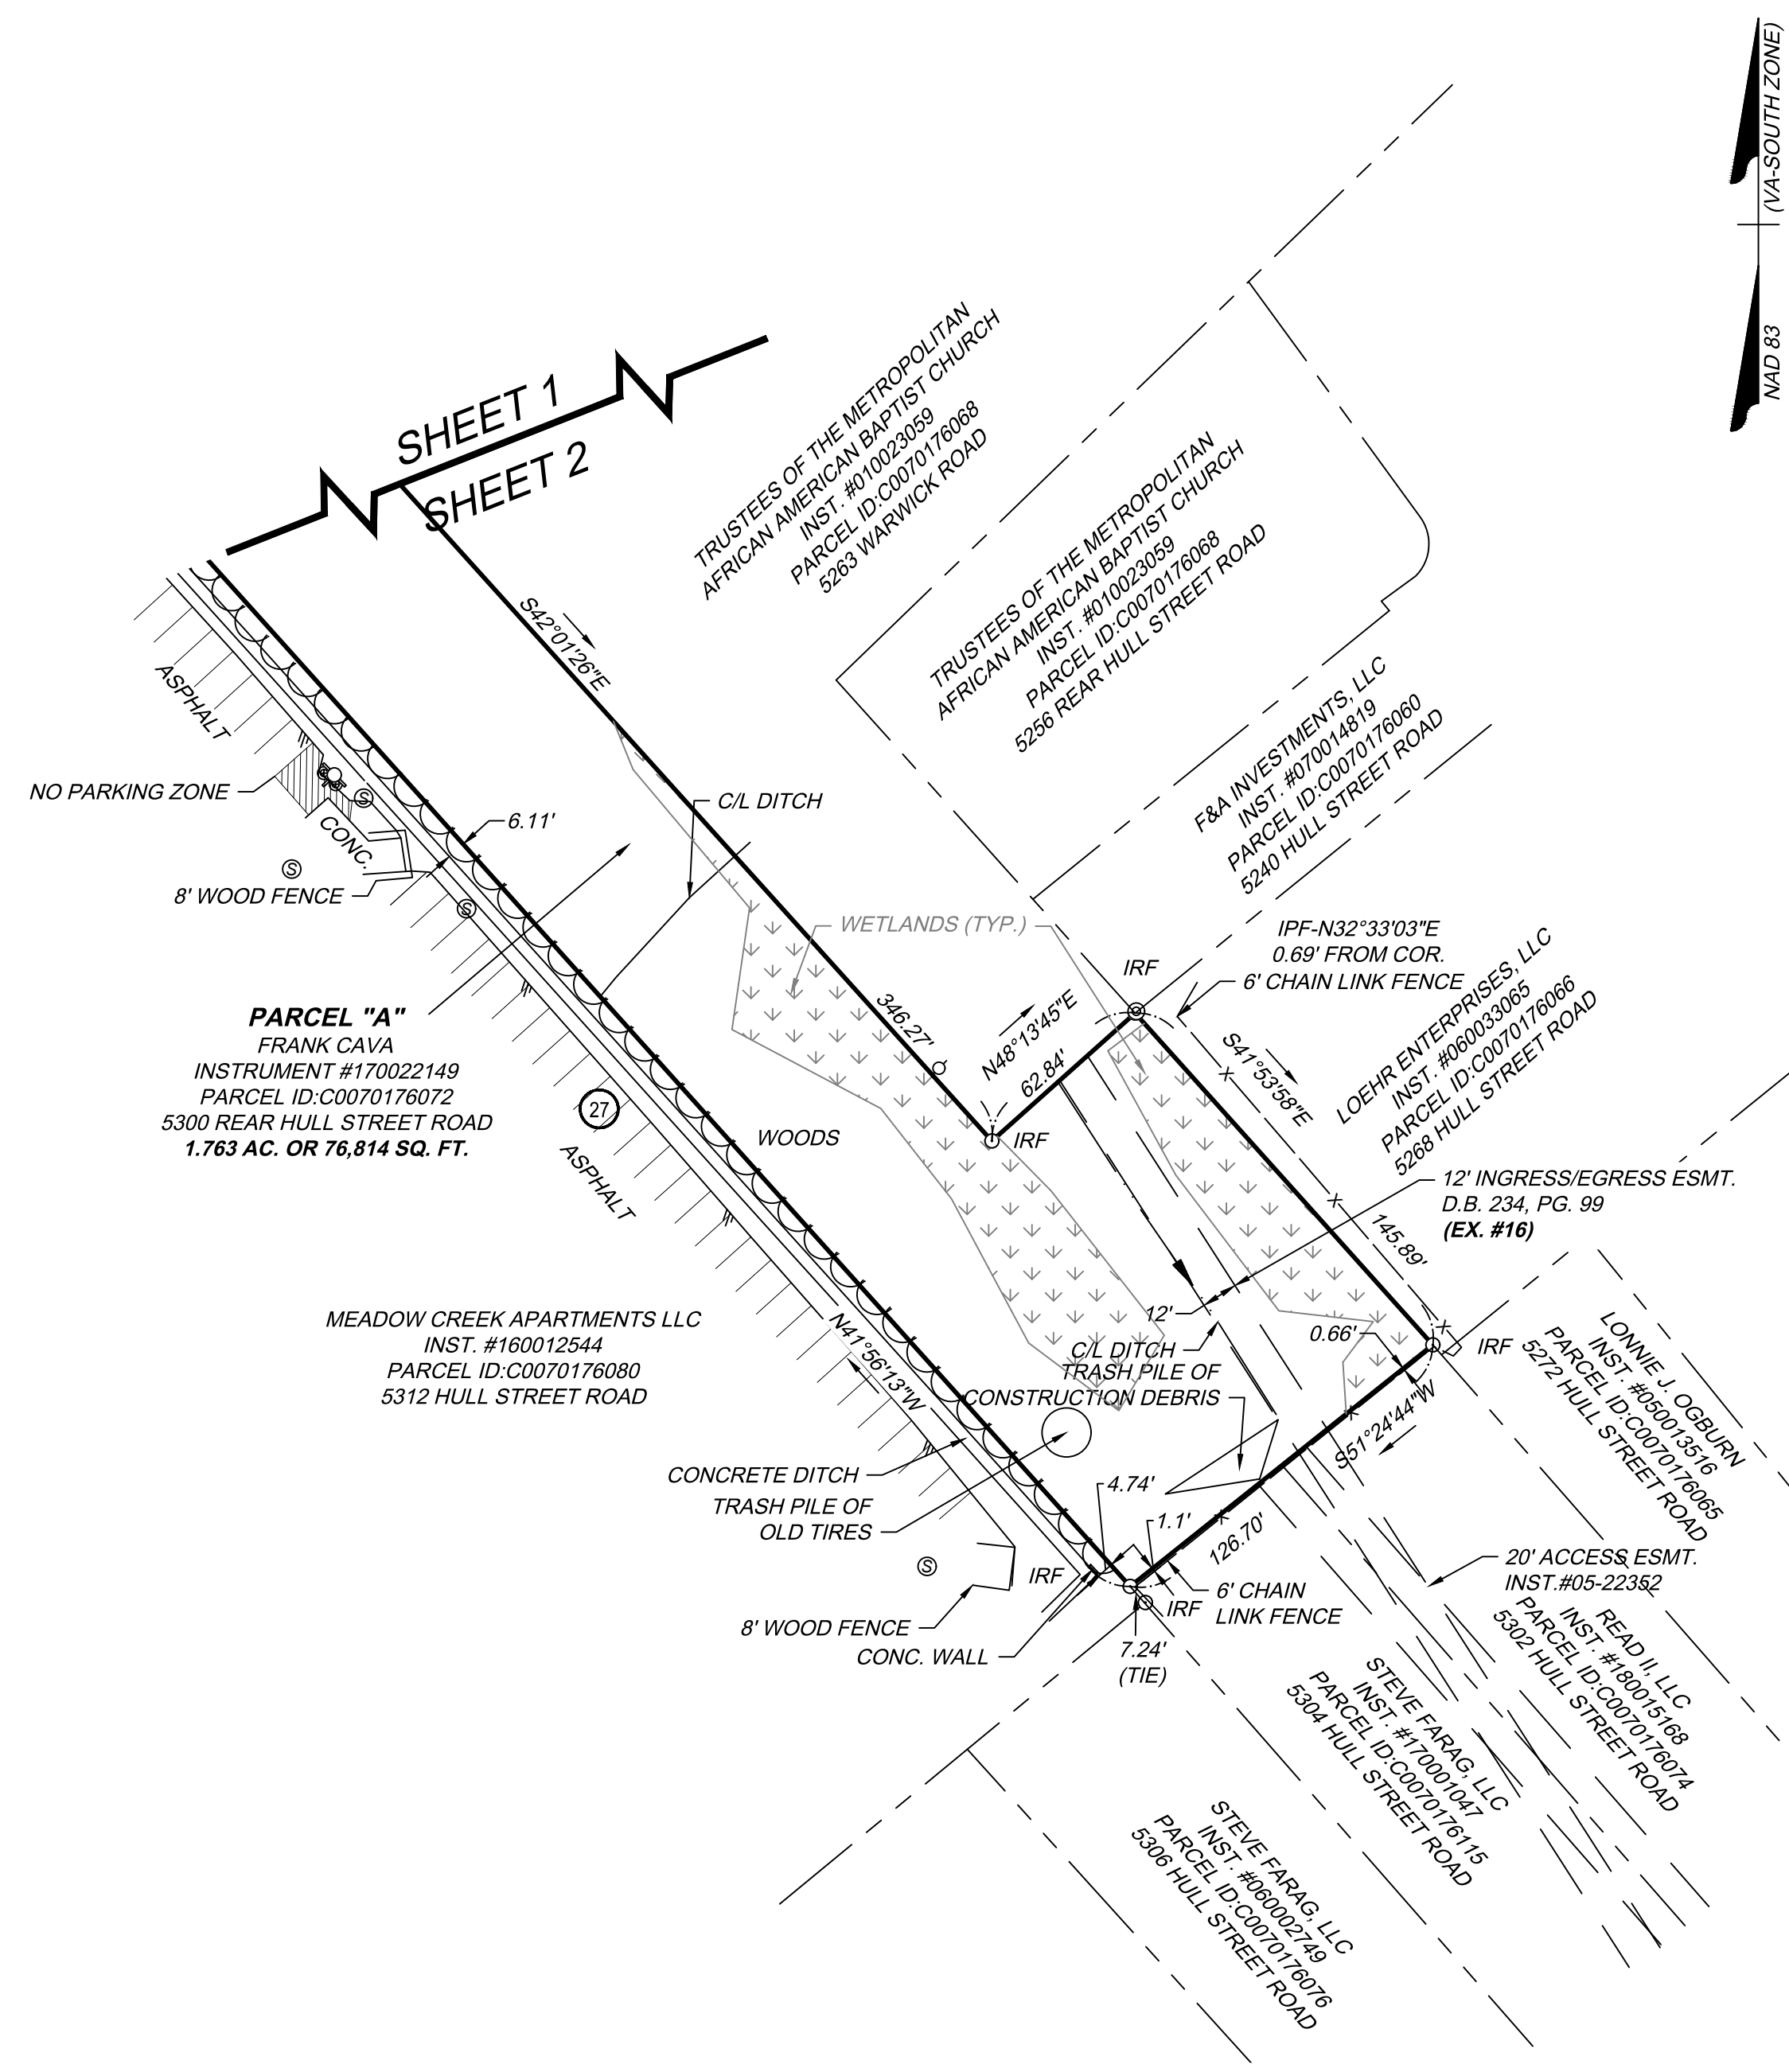 (VA-SOUTH ZONE)
NAD 83
SHEET 1
SHEET 2
TRUSTEES OF THE METROPOLITAN
AFRICAN AMERICAN BAPTIST CHURCH
INST. #010023059
PARCEL ID:C0070176068
5263 WARWICK ROAD
TRUSTEES OF THE METROPOLITAN
AFRICAN AMERICAN BAPTIST CHURCH
INST. #010023059
PARCEL ID:C0070176068
5256 REAR HULL STREET ROAD
F&A INVESTMENTS, LLC
INST. #070014819
PARCEL ID:C0070176060
5240 HULL STREET ROAD
S42°01'26"E
ASPHALT
NO PARKING ZONE
CONC.
S
S
S
8' WOOD FENCE
6.11'
C/L DITCH
WETLANDS (TYP.)
346.27'
IRF
N48°13'45"E
62.84'
IRF
IPF-N32°33'03"E
0.69' FROM COR.
6' CHAIN LINK FENCE
S41°53'58"E
145.89'
LOEHR ENTERPRISES, LLC
INST. #060033065
PARCEL ID:C0070176066
5268 HULL STREET ROAD
PARCEL "A"
FRANK CAVA
INSTRUMENT #170022149
PARCEL ID:C0070176072
5300 REAR HULL STREET ROAD
1.763 AC. OR 76,814 SQ. FT.
27
WOODS
ASPHALT
12' INGRESS/EGRESS ESMT.
D.B. 234, PG. 99
(EX. #16)
12'
0.66'
IRF
C/L DITCH
TRASH PILE OF
CONSTRUCTION DEBRIS
MEADOW CREEK APARTMENTS LLC
INST. #160012544
PARCEL ID:C0070176080
5312 HULL STREET ROAD
N41°56'13"W
LONNIE J. OGBURN
INST. #050013516
PARCEL ID:C0070176065
5272 HULL STREET ROAD
S51°24'44"W
126.70'
CONCRETE DITCH
TRASH PILE OF
OLD TIRES
4.74'
1.1'
S
IRF
IRF
8' WOOD FENCE
CONC. WALL
7.24'
(TIE)
6' CHAIN
LINK FENCE
20' ACCESS ESMT.
INST.#05-22352
READ II, LLC
INST. #180015168
PARCEL ID:C0070176074
5302 HULL STREET ROAD
STEVE FARAG, LLC
INST. #170001047
PARCEL ID:C0070176115
5304 HULL STREET ROAD
STEVE FARAG, LLC
INST. #060002749
PARCEL ID:C0070176076
5306 HULL STREET ROAD